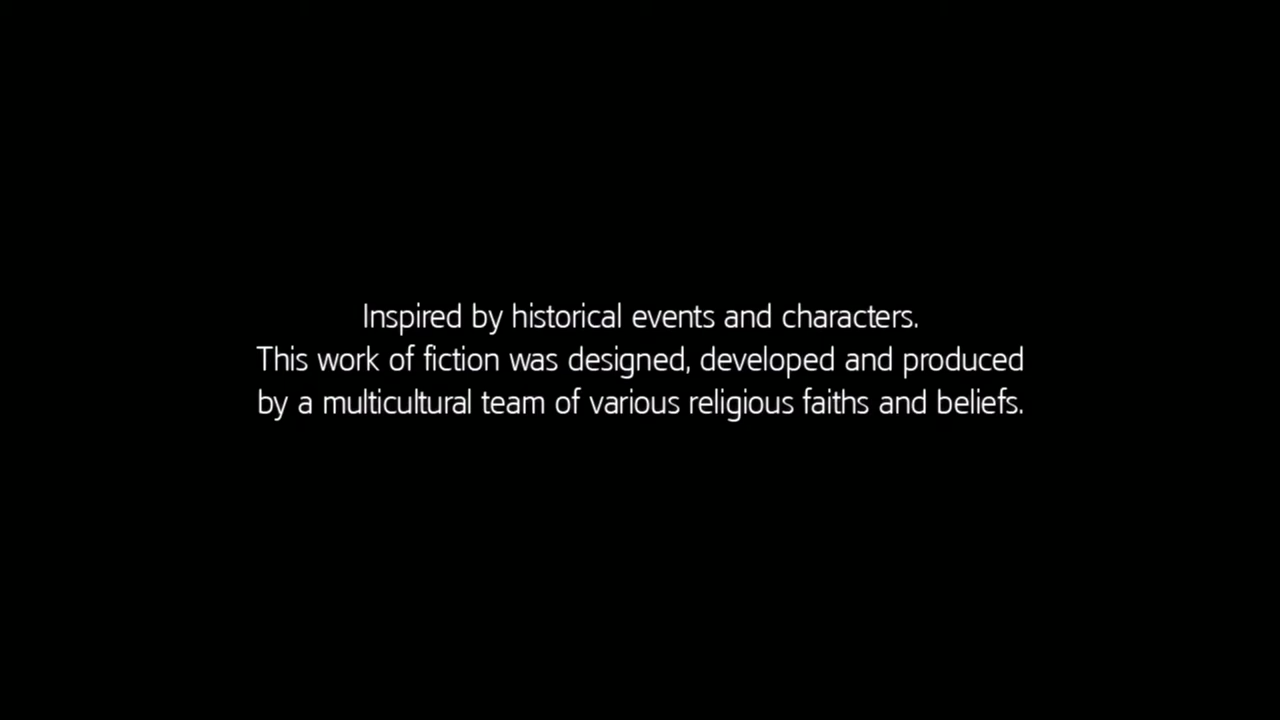 Inspired by historical events and characters.
This work of fiction was designed, developed and produced
by a multicultural team of various religious faiths and beliefs.